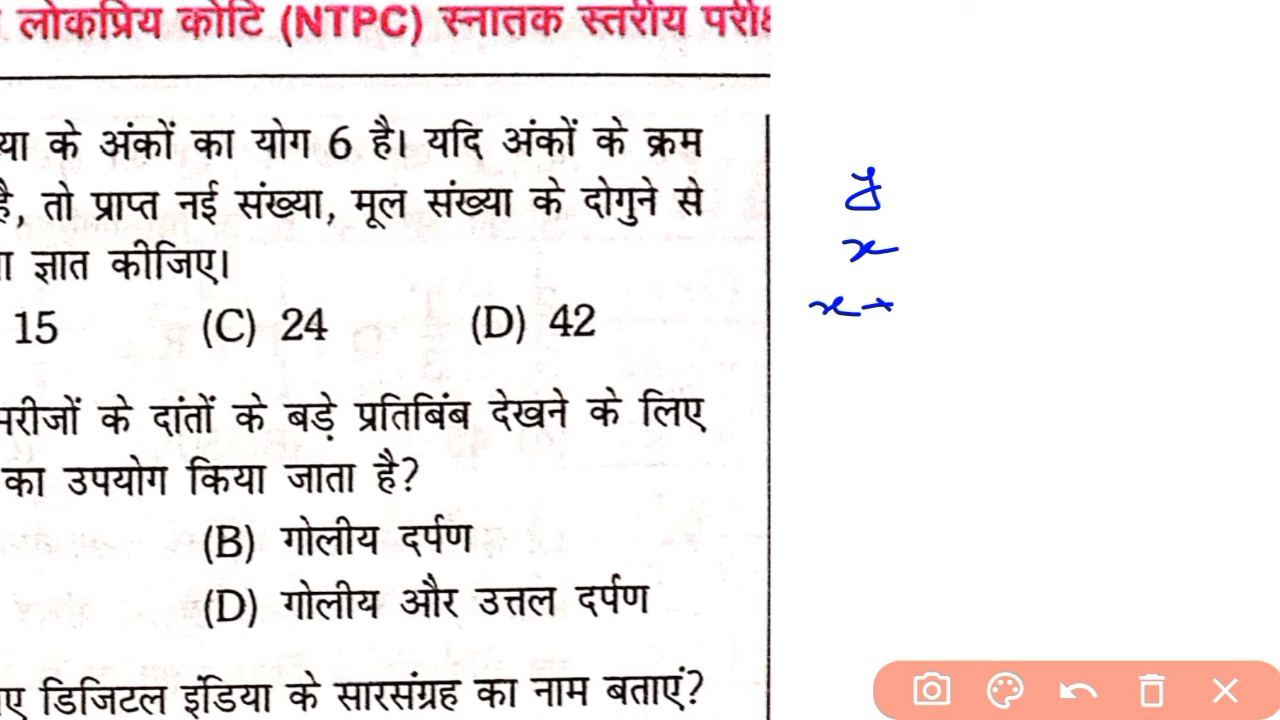 लोकप्रिय कोटि (NTPC) स्नातक स्तरीय
के अंकों का योग 6 है। यदि अंकों के क्रम
है, तो प्राप्त नई संख्या, मूल संख्या के दोगुने से
ज्ञात कीजिए।
15 (C) 24 (D) 42
मरीजों के दांतों के बड़े प्रतिबिंब देखने के लिए
का उपयोग किया जाता है?
(B) गोलीय दर्पण
(D) गोलीय और उत्तल दर्पण
डिजिटल इंडिया के सारसंग्रह का नाम बताएं?
y
x
x +